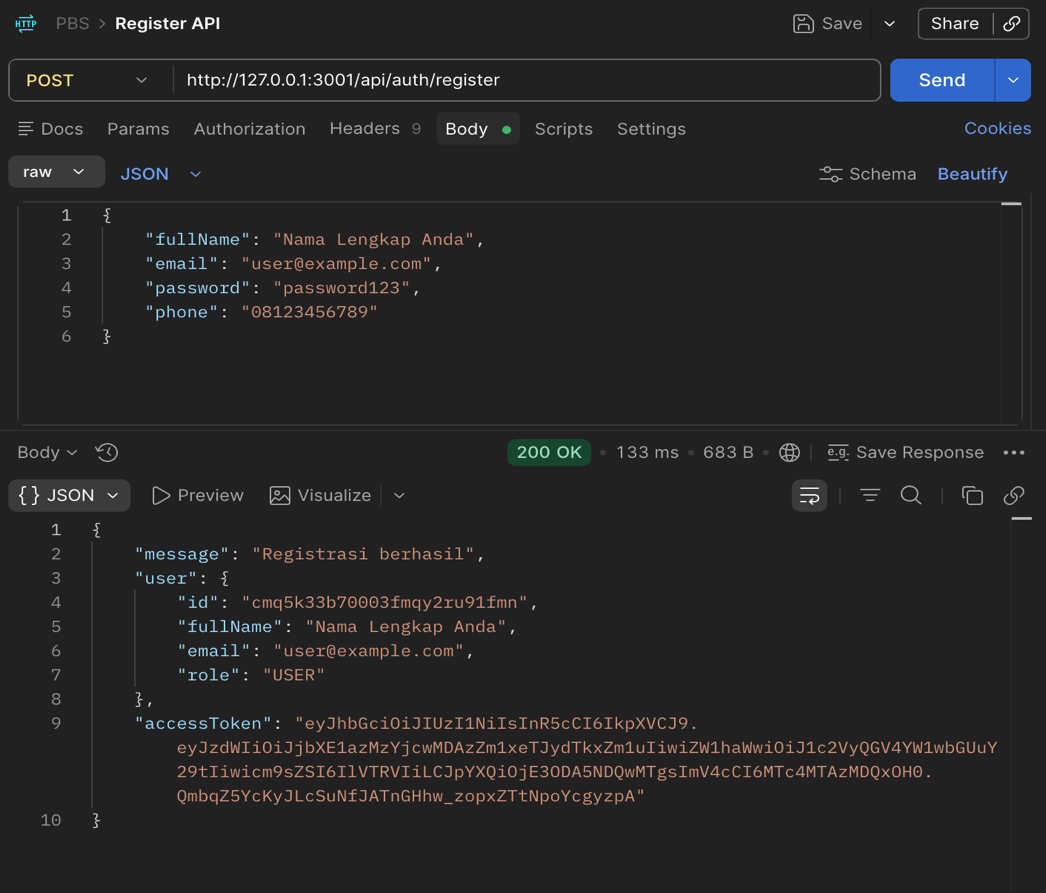 HTTP PBS > Register API Save Share
POST http://127.0.0.1:3001/api/auth/register Send
Docs Params Authorization Headers 9 Body Scripts Settings Cookies
raw JSON Schema Beautify
1 {
2 "fullName": "Nama Lengkap Anda",
3 "email": "user@example.com",
4 "password": "password123",
5 "phone": "08123456789"
6 }
Body 200 OK 133 ms 683 B e.g. Save Response
{} JSON Preview Visualize
1 {
2 "message": "Registrasi berhasil",
3 "user": {
4 "id": "cmq5k33b70003fmqy2ru91fmn",
5 "fullName": "Nama Lengkap Anda",
6 "email": "user@example.com",
7 "role": "USER"
8 },
9 "accessToken": "eyJhbGciOiJIUzI1NiIsInR5cCI6IkpXVCJ9.
eyJzdWIiOiJjbXE1azMzYjcwMDAzZm1xeTJydTkxZm1uIiwiZW1haWwiOiJ1c2VyQGV4YW1wbGUuY
29tIiwicm9sZSI6IlVTRVIiLCJpYXQiOjE3ODA5NDQwMTgsImV4cCI6MTc4MTAzMDQxOH0.
QmbqZ5YcKyJLcSuNfJATnGHhw_zopxZTtNpoYcgyzpA"
10 }